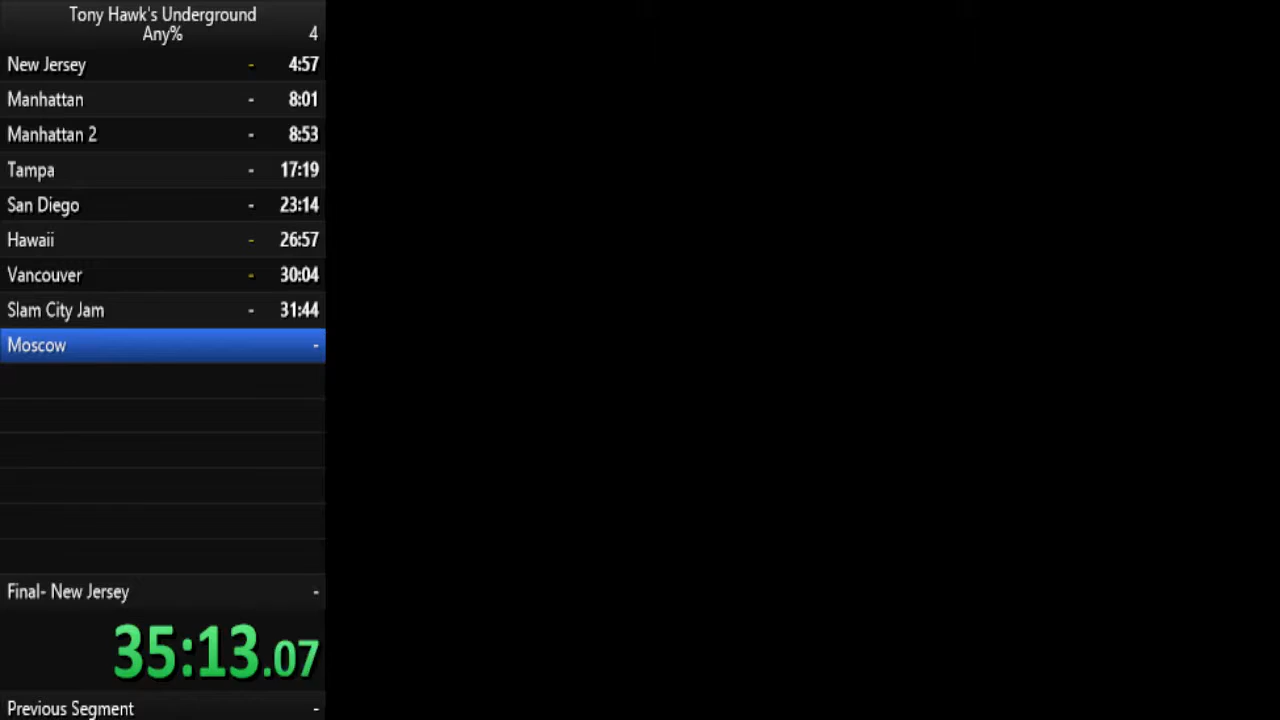 Tony Hawk's Underground
Any% 4
New Jersey - 4:57
Manhattan - 8:01
Manhattan 2 - 8:53
Tampa - 17:19
San Diego - 23:14
Hawaii - 26:57
Vancouver - 30:04
Slam City Jam - 31:44
Moscow -
Final- New Jersey -
35:13.07
Previous Segment -